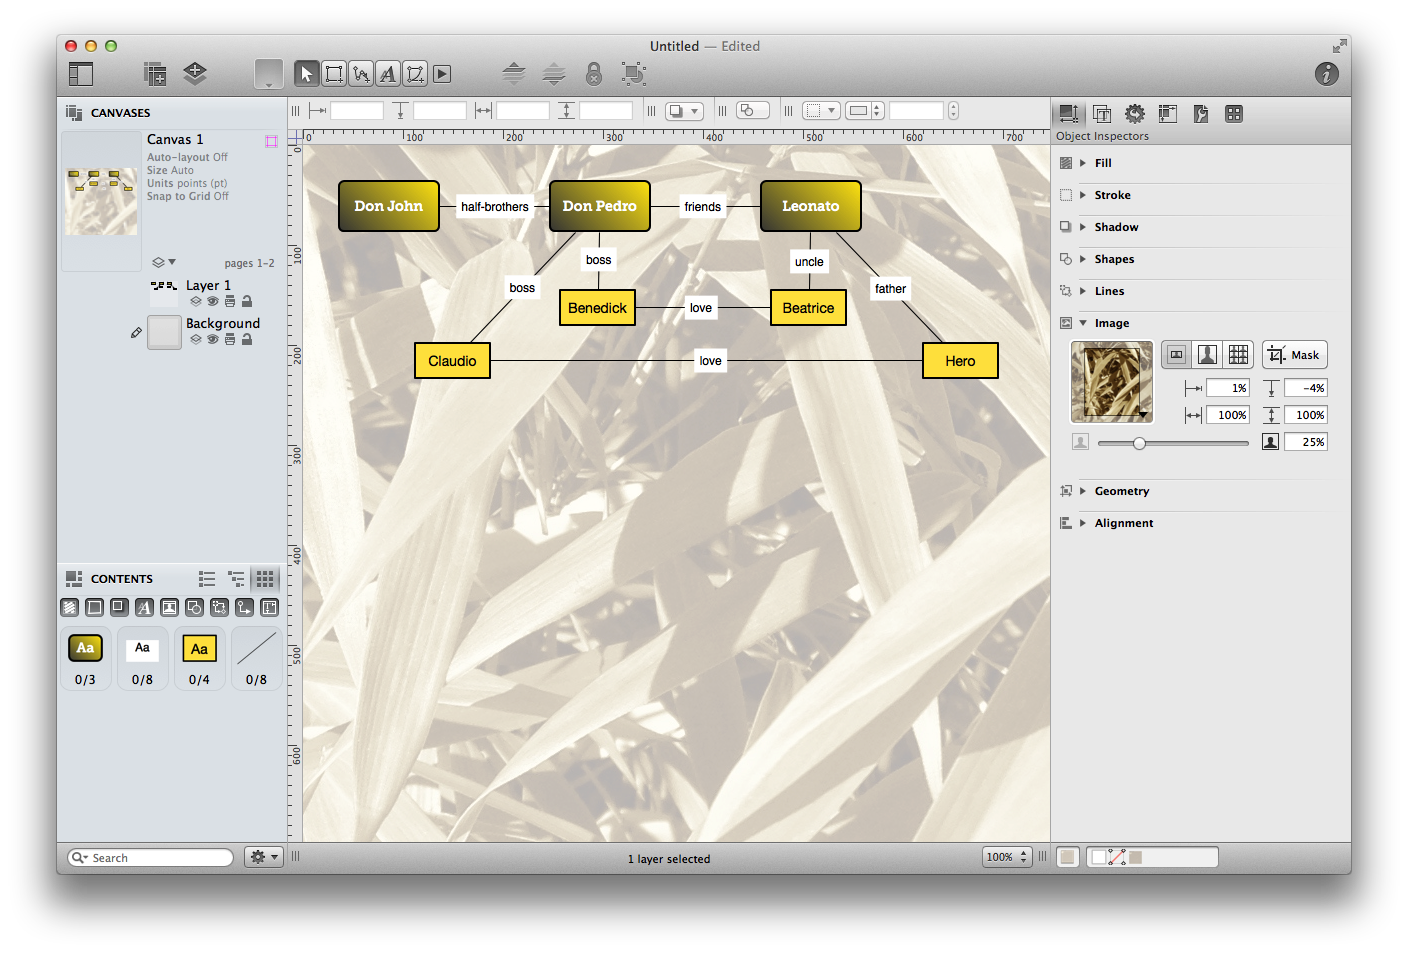 Untitled — Edited
CANVASES
Canvas 1
Auto-layout Off
Size Auto
Units points (pt)
Snap to Grid Off
pages 1-2
Layer 1
Background
CONTENTS
Aa
0/3
Aa
0/8
Aa
0/4
0/8
Search
0
100
200
300
400
500
600
700
0
100
200
300
400
500
600
Don John
half-brothers
Don Pedro
friends
Leonato
boss
boss
uncle
father
Benedick
love
Beatrice
Claudio
love
Hero
1 layer selected
100%
Object Inspectors
Fill
Stroke
Shadow
Shapes
Lines
Image
Mask
1%
-4%
100%
100%
25%
Geometry
Alignment